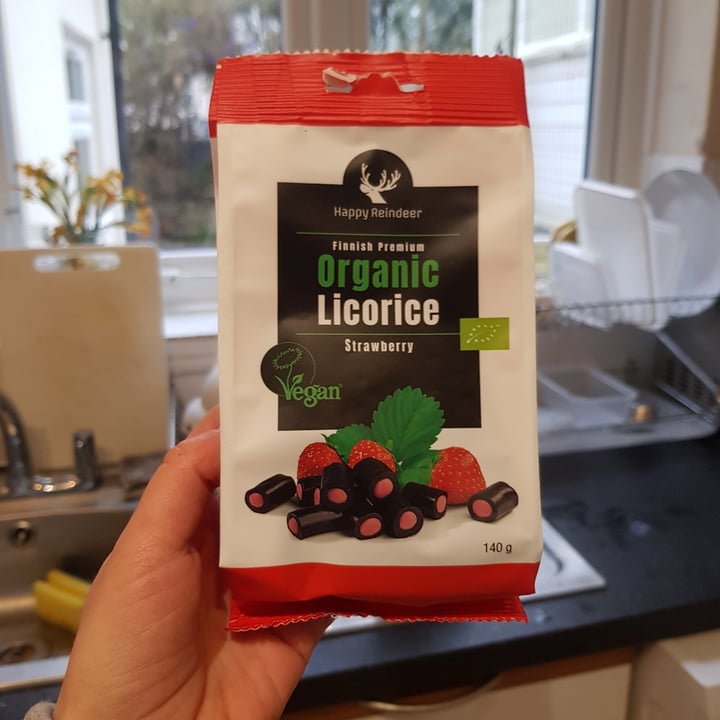 Happy Reindeer
Finnish Premium
Organic
Licorice
Strawberry
Vegan
140 g